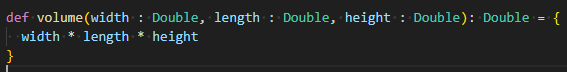 def volume(width : Double, length : Double, height : Double): Double = {
  width * length * height
}